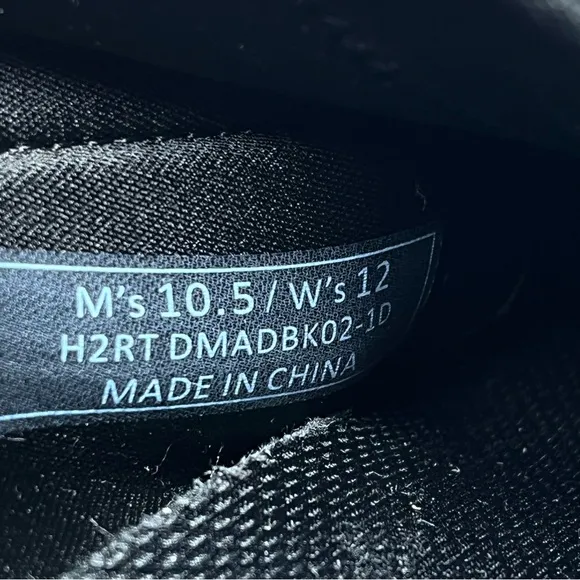 M's 10.5 / W's 12
H2RT DMADBK02-1D
MADE IN CHINA